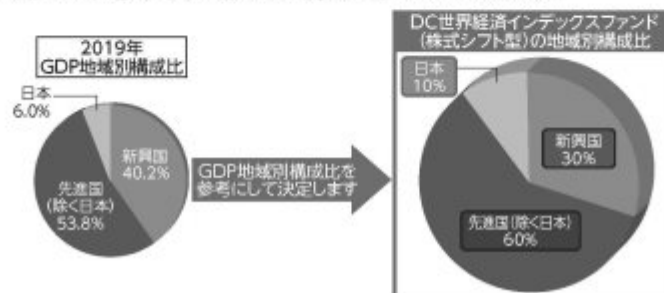 2019年
GDP地域別構成比
日本
6.0%
新興国
40.2%
先進国
(除く日本)
53.8%
GDP地域別構成比を
参考にして決定します
DC世界経済インデックスファンド
(株式シフト型)の地域別構成比
日本
10%
新興国
30%
先進国(除く日本)
60%